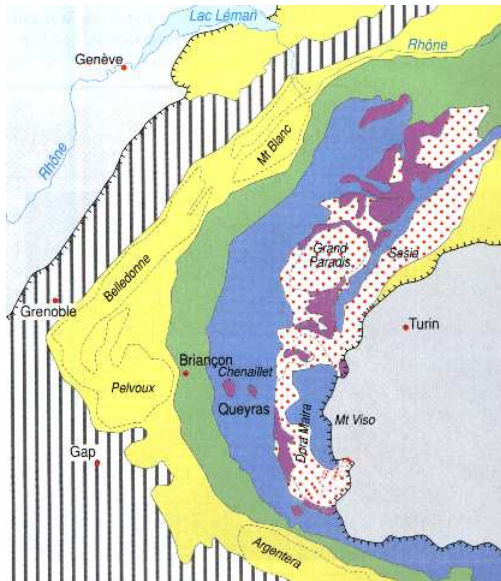 Lac Léman
Genève
Rhône
Rhône
Mt Blanc
Belledonne
Grand
Paradis
Sesia
Grenoble
Turin
Briançon
Chenaillet
Pelvoux
Queyras
Dora Maira
Mt Viso
Gap
Argentera